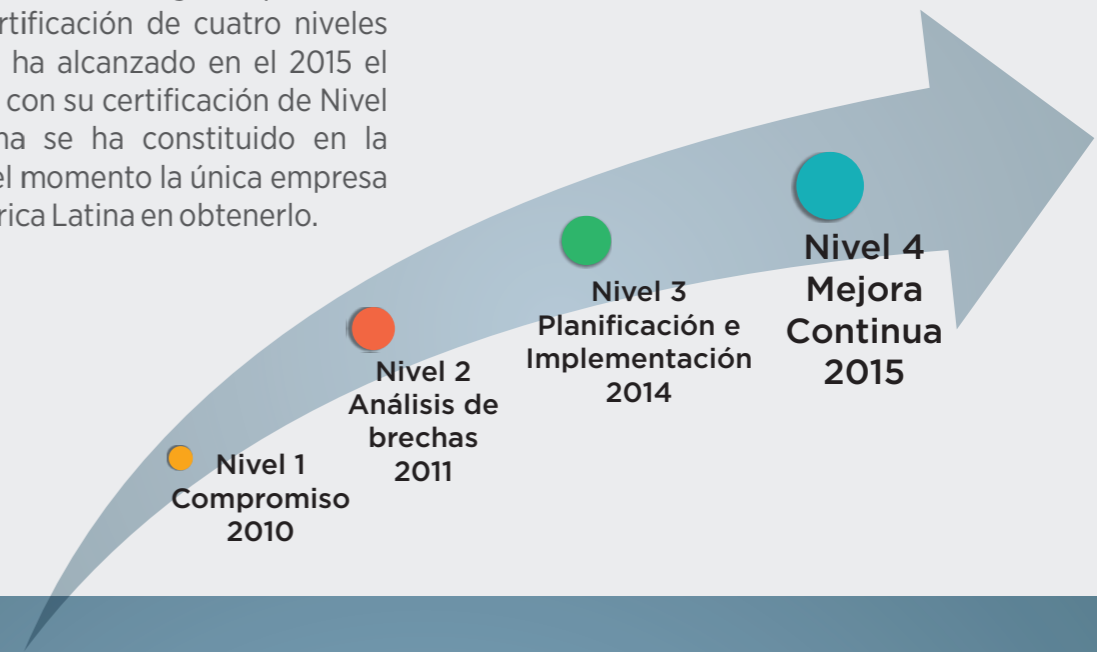 rtificación de cuatro niveles
ha alcanzado en el 2015 el
con su certificación de Nivel
na se ha constituido en la
el momento la única empresa
rica Latina en obtenerlo.
Nivel 4
Mejora
Continua
2015
Nivel 3
Planificación e
Implementación
2014
Nivel 2
Análisis de
brechas
2011
Nivel 1
Compromiso
2010